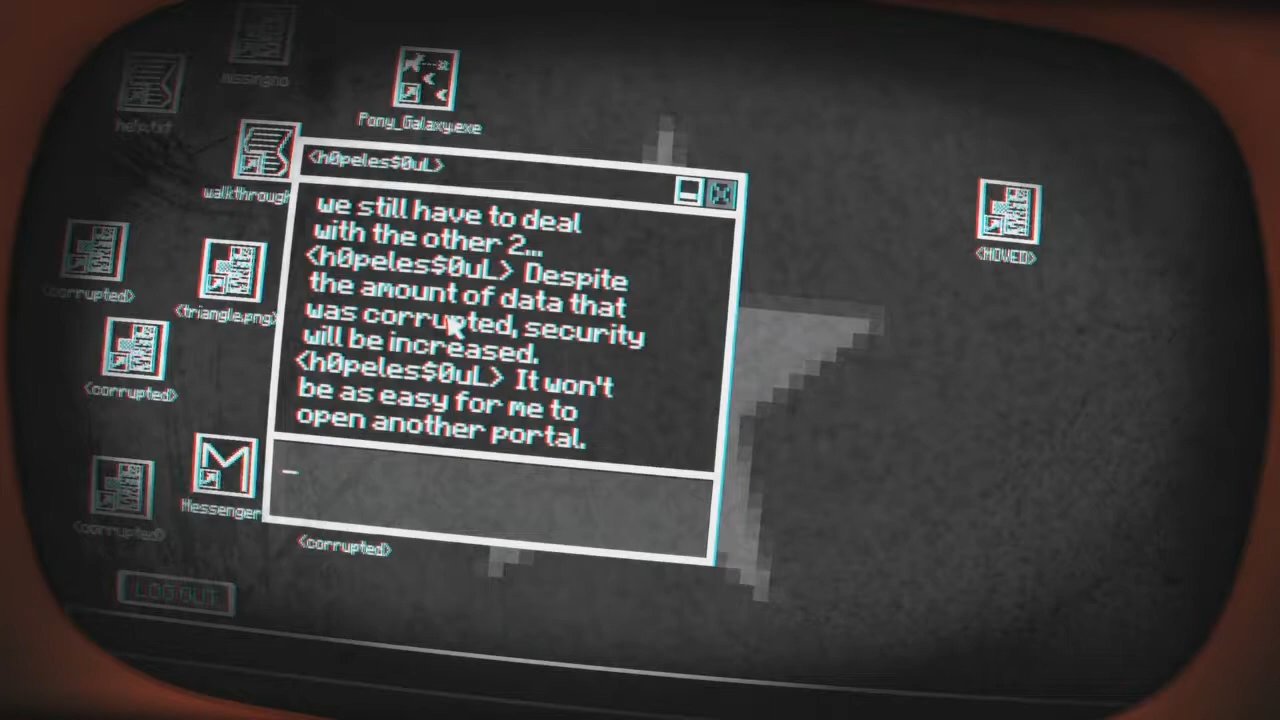 missingno
help.txt
Pony_Galaxy.exe
walkthrough
<corrupted>
<triangle.png>
<corrupted>
<corrupted>
Messenger
<corrupted>
LOG OUT
<h0peles$0uL>
we still have to deal
with the other 2...
<h0peles$0uL> Despite
the amount of data that
was corrupted, security
will be increased.
<h0peles$0uL> It won't
be as easy for me to
open another portal.
<MOVED>